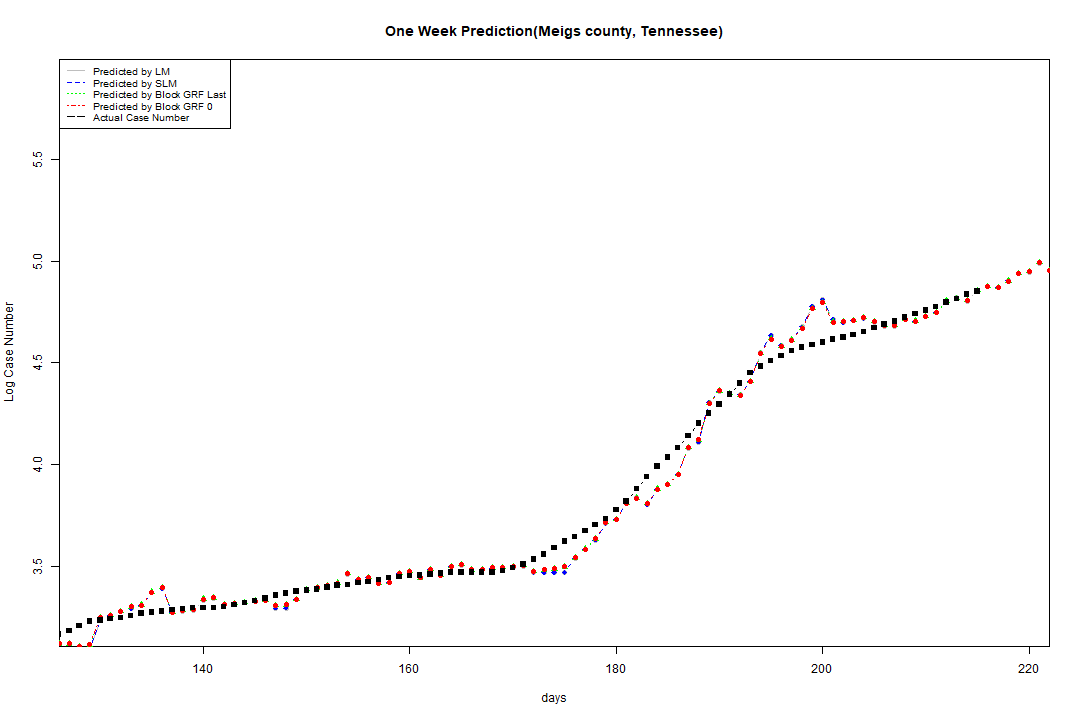 One Week Prediction(Meigs county, Tennessee)
Predicted by LM
Predicted by SLM
Predicted by Block GRF Last
Predicted by Block GRF 0
Actual Case Number
5.5
5.0
4.5
4.0
3.5
Log Case Number
140 160 180 200 220
days